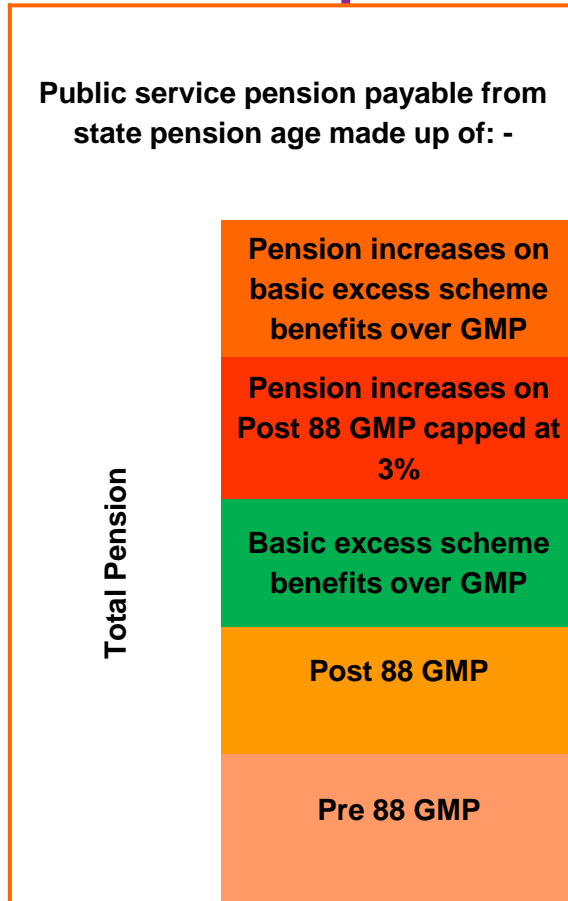 Public service pension payable from
state pension age made up of: -
Pension increases on
basic excess scheme
benefits over GMP
Pension increases on
Post 88 GMP capped at
3%
Total Pension
Basic excess scheme
benefits over GMP
Post 88 GMP
Pre 88 GMP